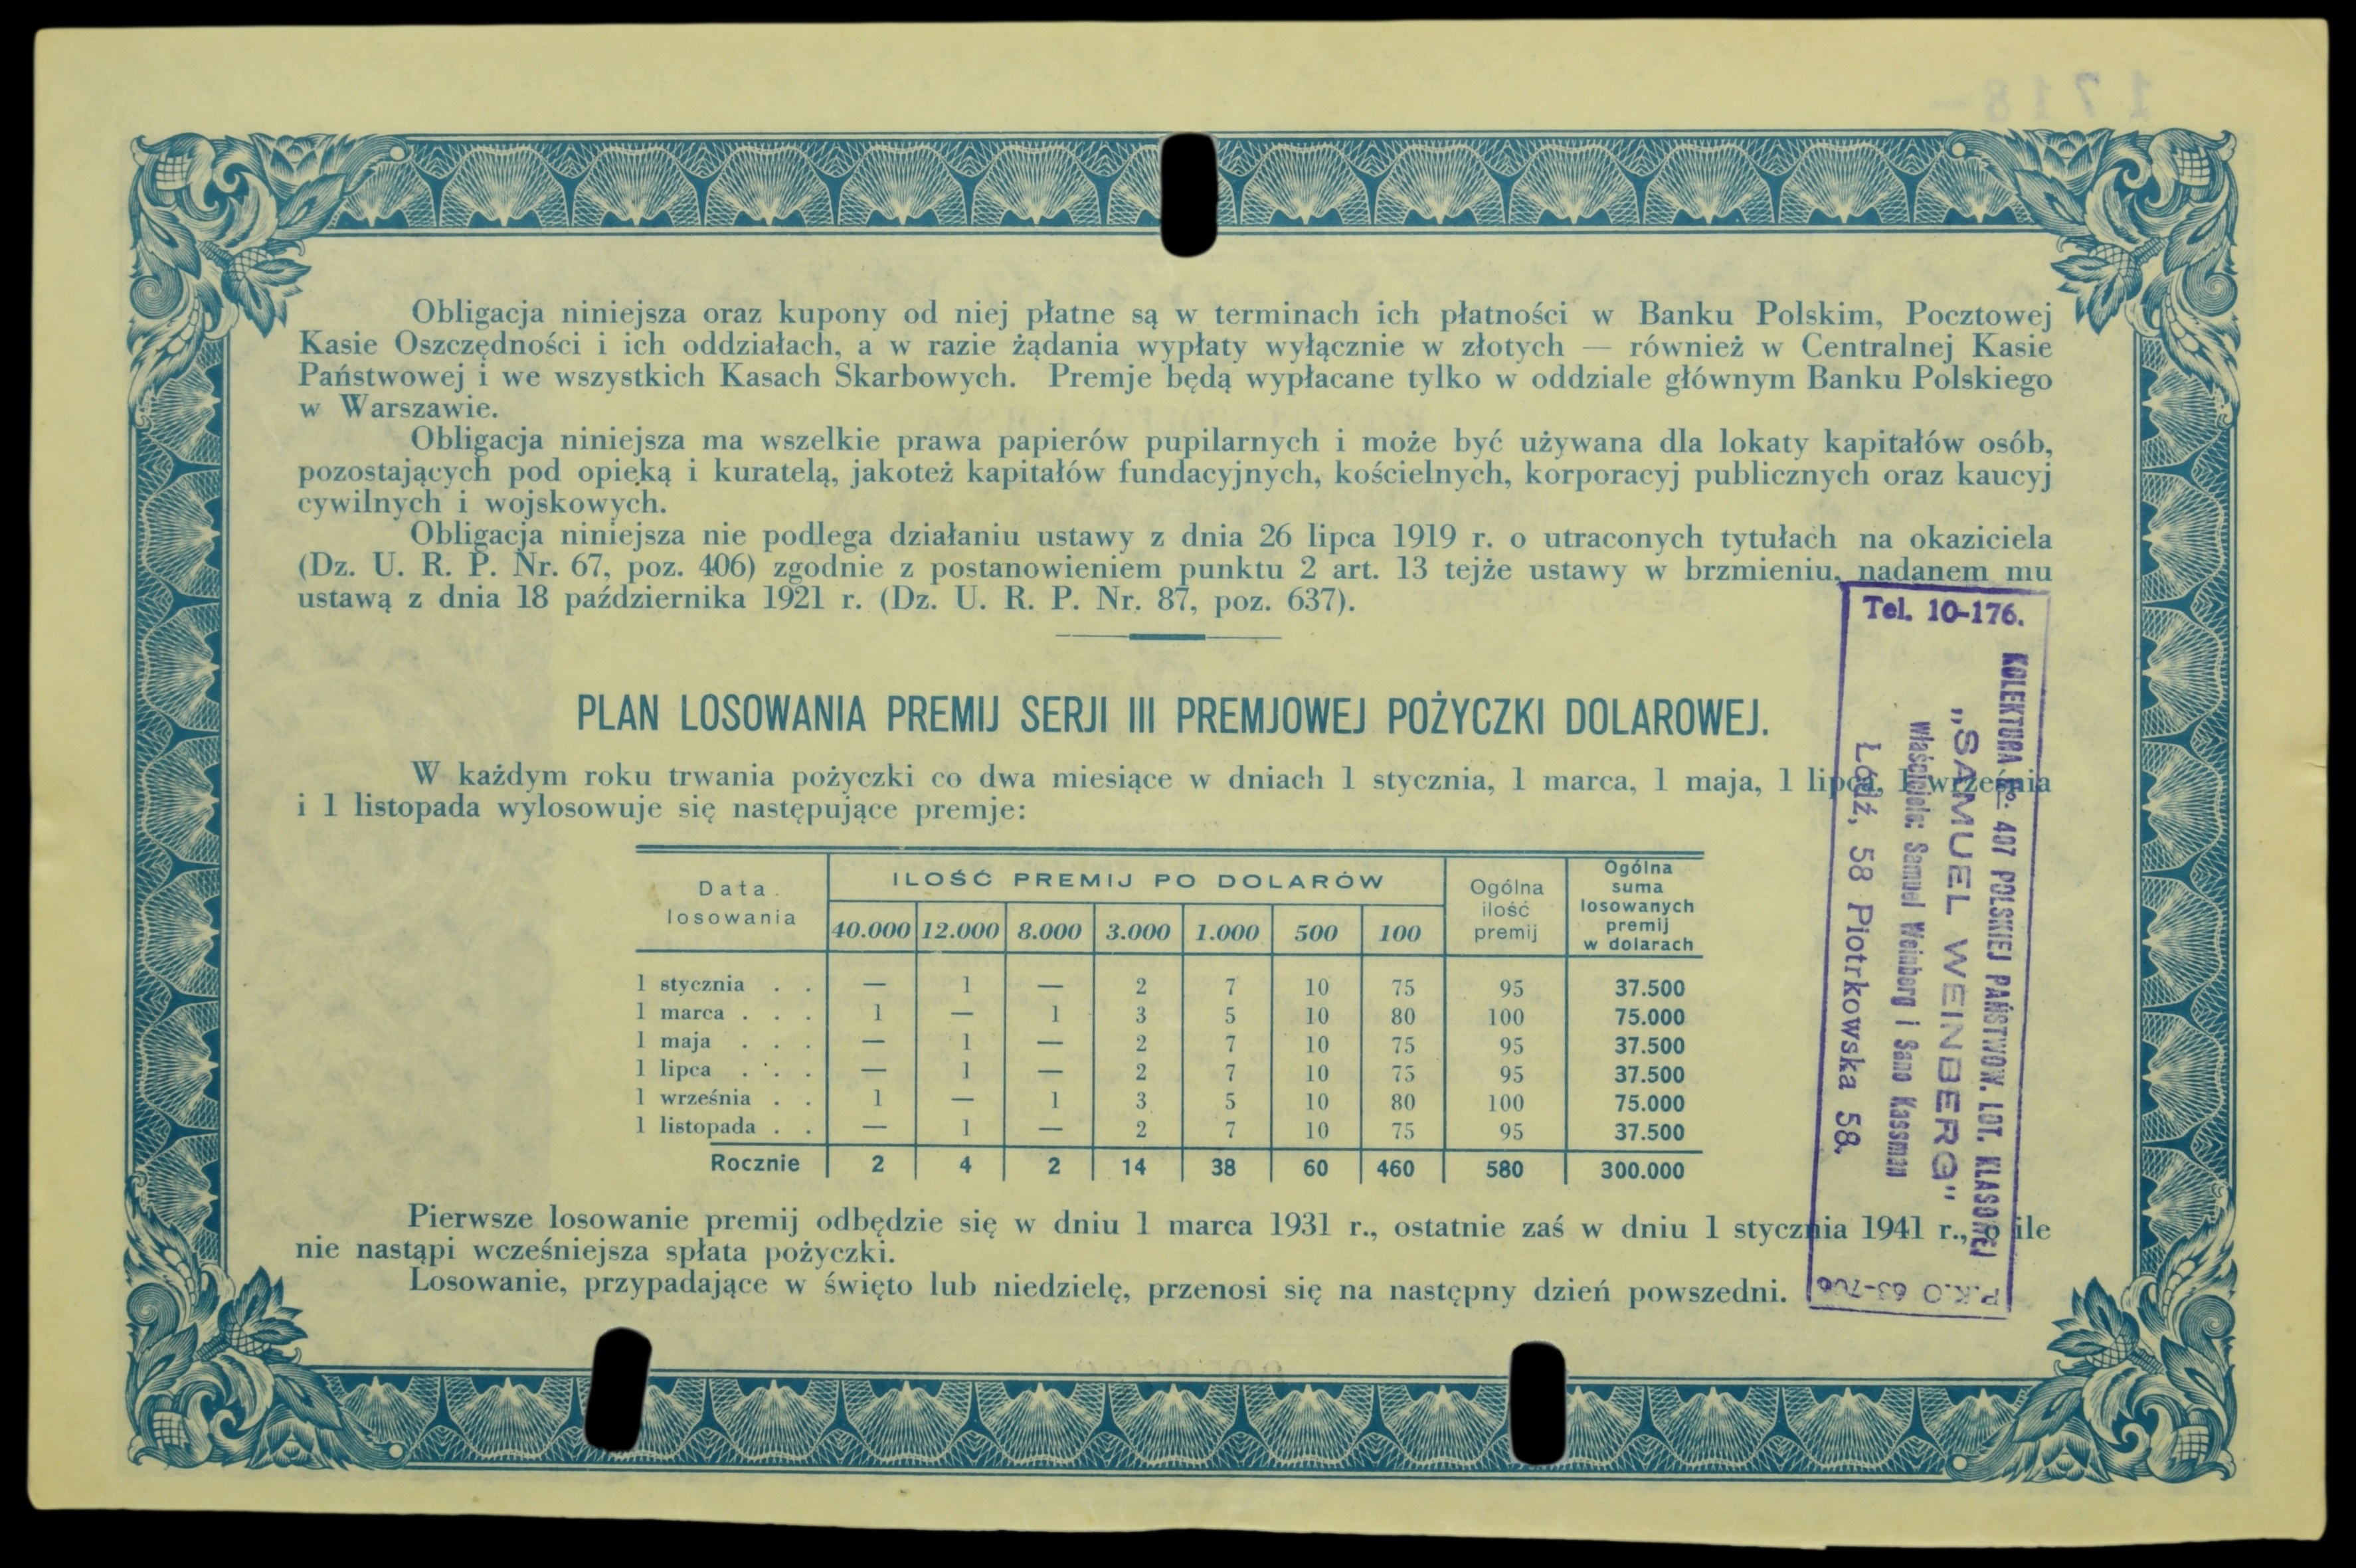 1718-
Obligacja niniejsza oraz kupony od niej płatne są w terminach ich płatności w Banku Polskim, Pocztowej
Kasie Oszczędności i ich oddziałach, a w razie żądania wypłaty wyłącznie w złotych — również w Centralnej Kasie
Państwowej i we wszystkich Kasach Skarbowych. Premje będą wypłacane tylko w oddziale głównym Banku Polskiego
w Warszawie.
Obligacja niniejsza ma wszelkie prawa papierów pupilarnych i może być używana dla lokaty kapitałów osób,
pozostających pod opieką i kuratelą, jakoteż kapitałów fundacyjnych, kościelnych, korporacyj publicznych oraz kaucyj
cywilnych i wojskowych.
Obligacja niniejsza nie podlega działaniu ustawy z dnia 26 lipca 1919 r. o utraconych tytułach na okaziciela
(Dz. U. R. P. Nr. 67, poz. 406) zgodnie z postanowieniem punktu 2 art. 13 tejże ustawy w brzmieniu, nadanem mu
ustawą z dnia 18 października 1921 r. (Dz. U. R. P. Nr. 87, poz. 637).
PLAN LOSOWANIA PREMIJ SERJI III PREMJOWEJ POŻYCZKI DOLAROWEJ.
W każdym roku trwania pożyczki co dwa miesiące w dniach 1 stycznia, 1 marca, 1 maja, 1 lipca, 1 września
i 1 listopada wylosowuje się następujące premje:
Data losowania | ILOŚĆ PREMIJ PO DOLARÓW | Ogólna ilość premij | Ogólna suma losowanych premij w dolarach
40.000 | 12.000 | 8.000 | 3.000 | 1.000 | 500 | 100
1 stycznia . . — 1 — 2 7 10 75 95 37.500
1 marca . . . 1 — 1 3 5 10 80 100 75.000
1 maja . . . — 1 — 2 7 10 75 95 37.500
1 lipca . . . — 1 — 2 7 10 75 95 37.500
1 września . . 1 — 1 3 5 10 80 100 75.000
1 listopada . . — 1 — 2 7 10 75 95 37.500
Rocznie 2 4 2 14 38 60 460 580 300.000
Pierwsze losowanie premij odbędzie się w dniu 1 marca 1931 r., ostatnie zaś w dniu 1 stycznia 1941 r., o ile
nie nastąpi wcześniejsza spłata pożyczki.
Losowanie, przypadające w święto lub niedzielę, przenosi się na następny dzień powszedni.
Tel. 10-176.
KOLEKTURA №. 407 POLSKIEJ PAŃSTWOW. LOT. KLASOWEJ
„SAMUEL WEINBERG"
właściciele: Samuel Weinberg i Sano Kassman
Łódź, 58 Piotrkowska 58.
P.K.O 63-706